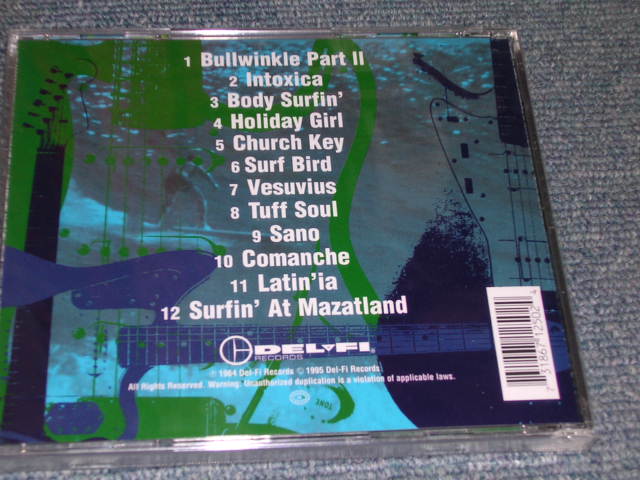 1 Bullwinkle Part II
2 Intoxica
3 Body Surfin'
4 Holiday Girl
5 Church Key
6 Surf Bird
7 Vesuvius
8 Tuff Soul
9 Sano
10 Comanche
11 Latin'ia
12 Surfin' At Mazatland
DEL-FI
RECORDS
℗ 1964 Del-Fi Records © 1995 Del-Fi Records
All Rights Reserved. Warning: Unauthorized duplication is a violation of applicable laws.
TONE